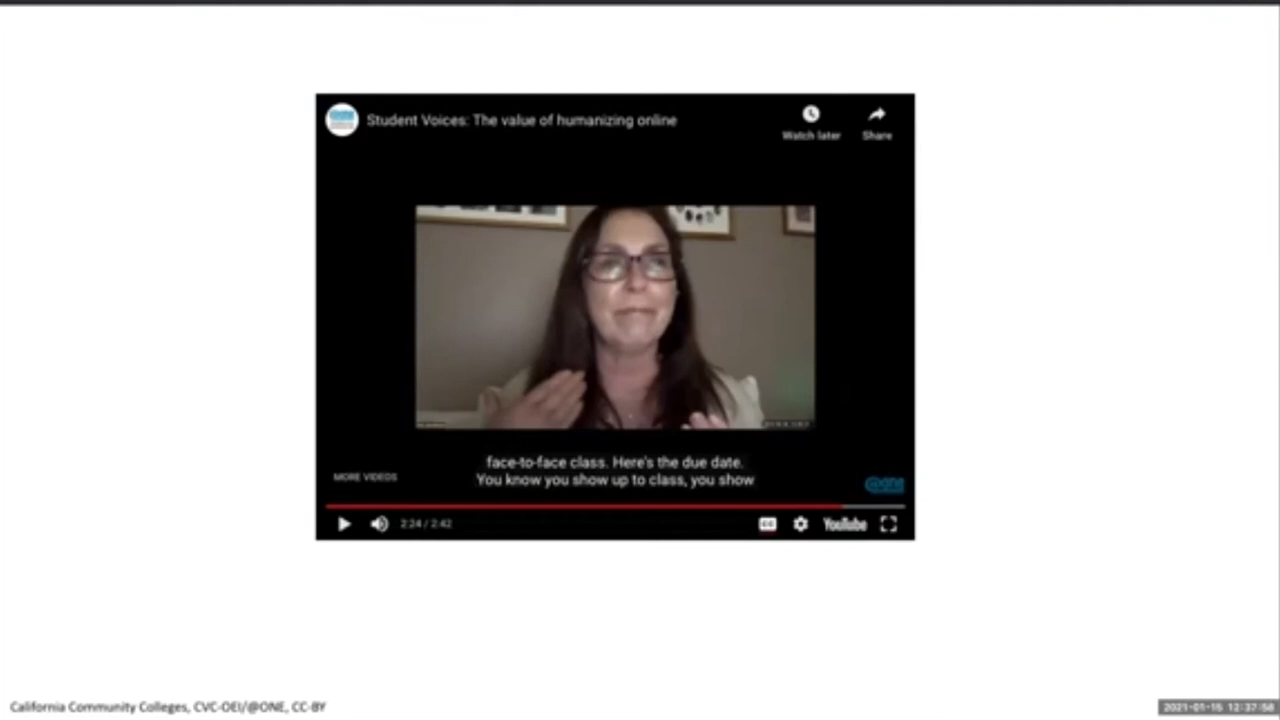 Student Voices: The value of humanizing online
Watch later
Share
face-to-face class. Here's the due date.
You know you show up to class, you show
MORE VIDEOS
@one
2:24 / 2:42
CC
YouTube
California Community Colleges, CVC-OEI/@ONE, CC-BY
2021-01-15 12:37:58